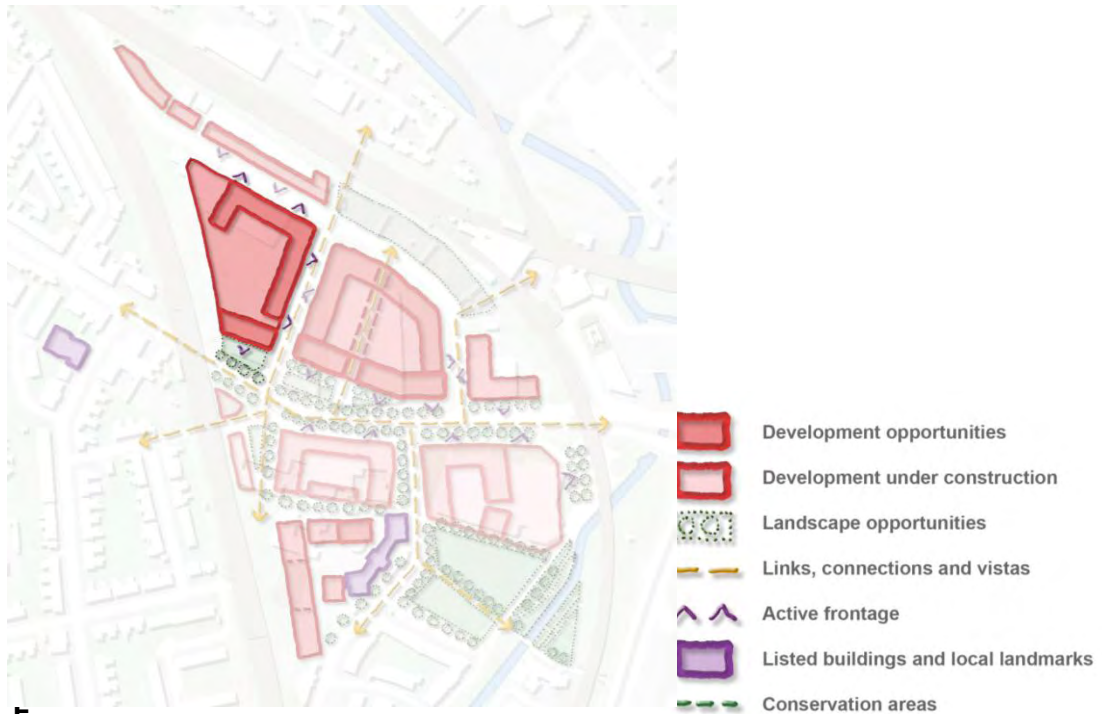 Development opportunities
Development under construction
Landscape opportunities
Links, connections and vistas
Active frontage
Listed buildings and local landmarks
Conservation areas